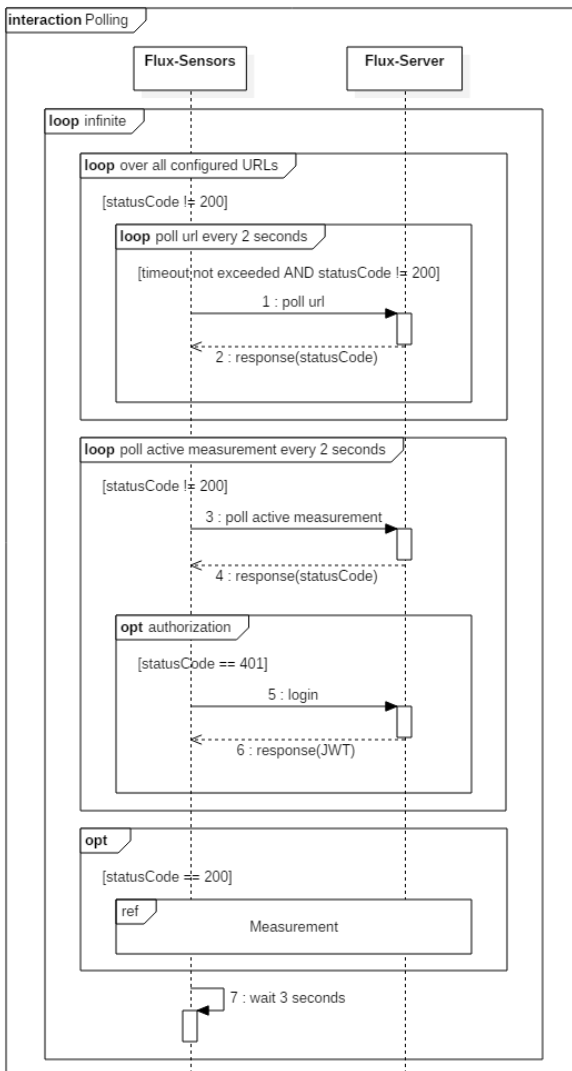 interaction Polling
Flux-Sensors
Flux-Server
loop infinite
loop over all configured URLs
[statusCode != 200]
loop poll url every 2 seconds
[timeout not exceeded AND statusCode != 200]
1 : poll url
2 : response(statusCode)
loop poll active measurement every 2 seconds
[statusCode != 200]
3 : poll active measurement
4 : response(statusCode)
opt authorization
[statusCode == 401]
5 : login
6 : response(JWT)
opt
[statusCode == 200]
ref
Measurement
7 : wait 3 seconds